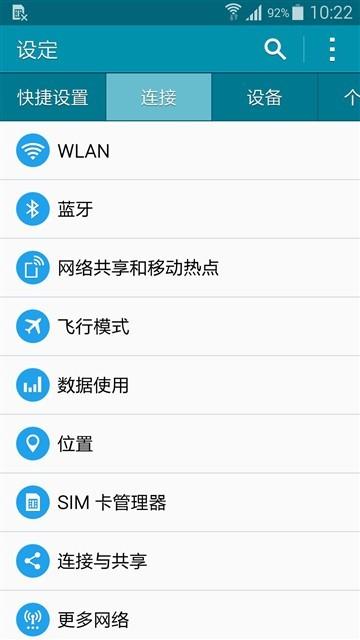 92% 10:22
设定
快捷设置 连接 设备 个
WLAN
蓝牙
网络共享和移动热点
飞行模式
数据使用
位置
SIM 卡管理器
连接与共享
更多网络